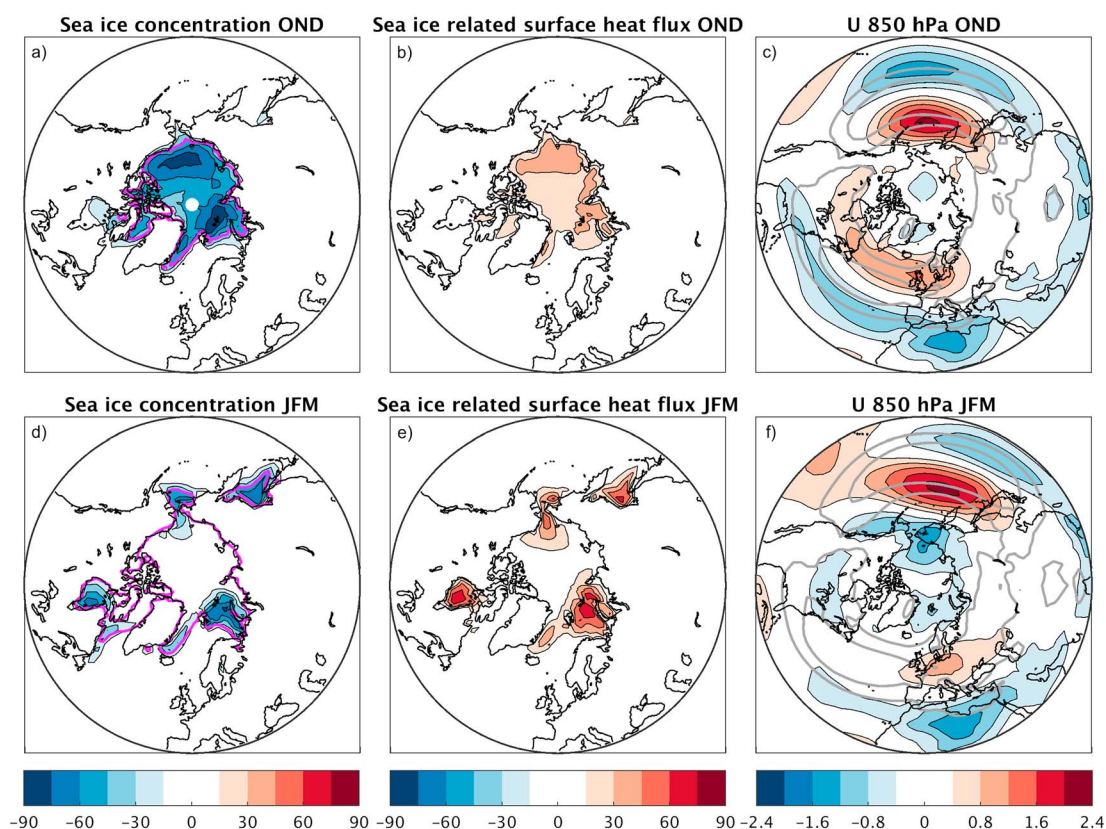 Sea ice concentration OND
Sea ice related surface heat flux OND
U 850 hPa OND
a)
b)
c)
Sea ice concentration JFM
Sea ice related surface heat flux JFM
U 850 hPa JFM
d)
e)
f)
−90 −60 −30 0 30 60 90
−90 −60 −30 0 30 60 90
−2.4 −1.6 −0.8 0 0.8 1.6 2.4